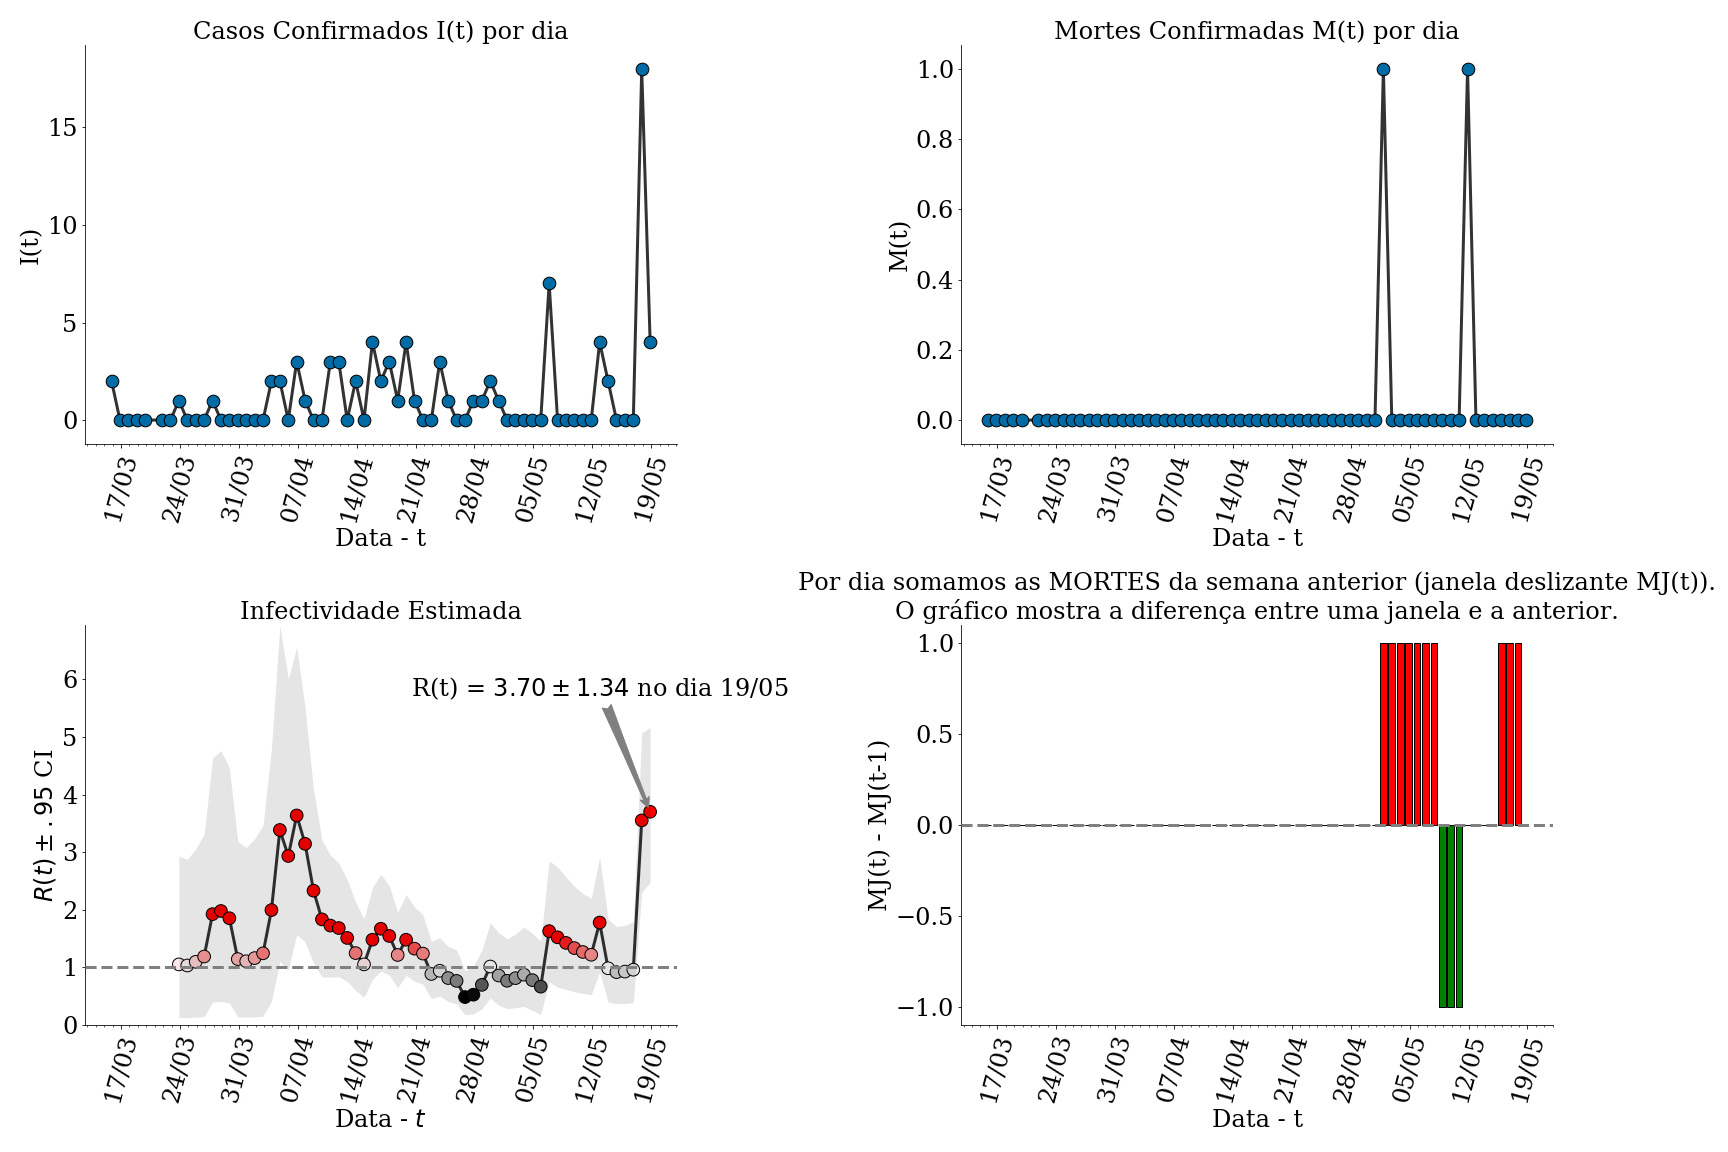 Casos Confirmados I(t) por dia
I(t)
15
10
5
0
17/03 24/03 31/03 07/04 14/04 21/04 28/04 05/05 12/05 19/05
Data - t
Mortes Confirmadas M(t) por dia
M(t)
1.0
0.8
0.6
0.4
0.2
0.0
17/03 24/03 31/03 07/04 14/04 21/04 28/04 05/05 12/05 19/05
Data - t
Infectividade Estimada
R(t) = 3.70 ± 1.34 no dia 19/05
R(t) ± . 95 CI
6
5
4
3
2
1
0
17/03 24/03 31/03 07/04 14/04 21/04 28/04 05/05 12/05 19/05
Data - t
Por dia somamos as MORTES da semana anterior (janela deslizante MJ(t)).
O gráfico mostra a diferença entre uma janela e a anterior.
MJ(t) - MJ(t-1)
1.0
0.5
0.0
−0.5
−1.0
17/03 24/03 31/03 07/04 14/04 21/04 28/04 05/05 12/05 19/05
Data - t